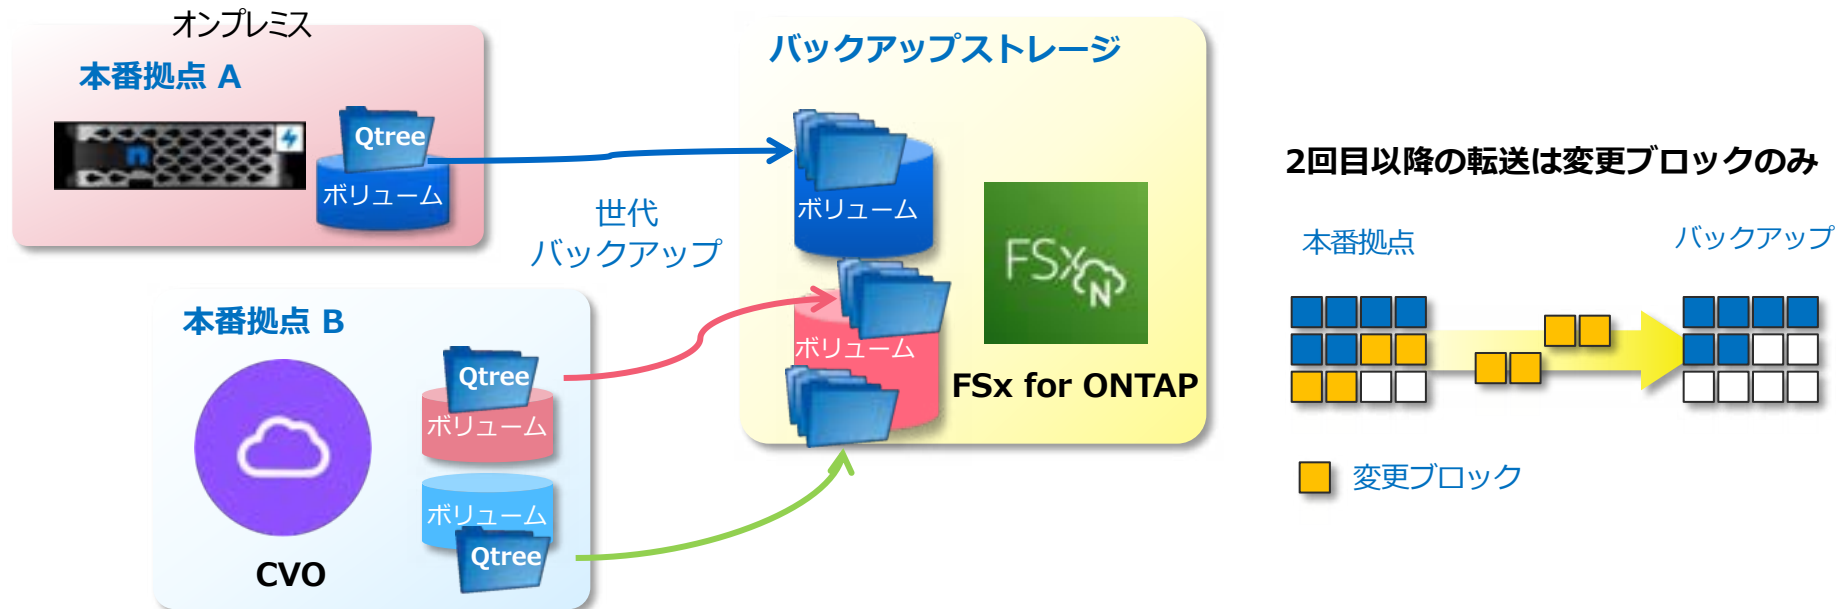 オンプレミス
本番拠点 A
Qtree
ボリューム
世代
バックアップ
本番拠点 B
Qtree
ボリューム
ボリューム
Qtree
CVO
バックアップストレージ
ボリューム
ボリューム
FSx
N
FSx for ONTAP
2回目以降の転送は変更ブロックのみ
本番拠点
バックアップ
変更ブロック